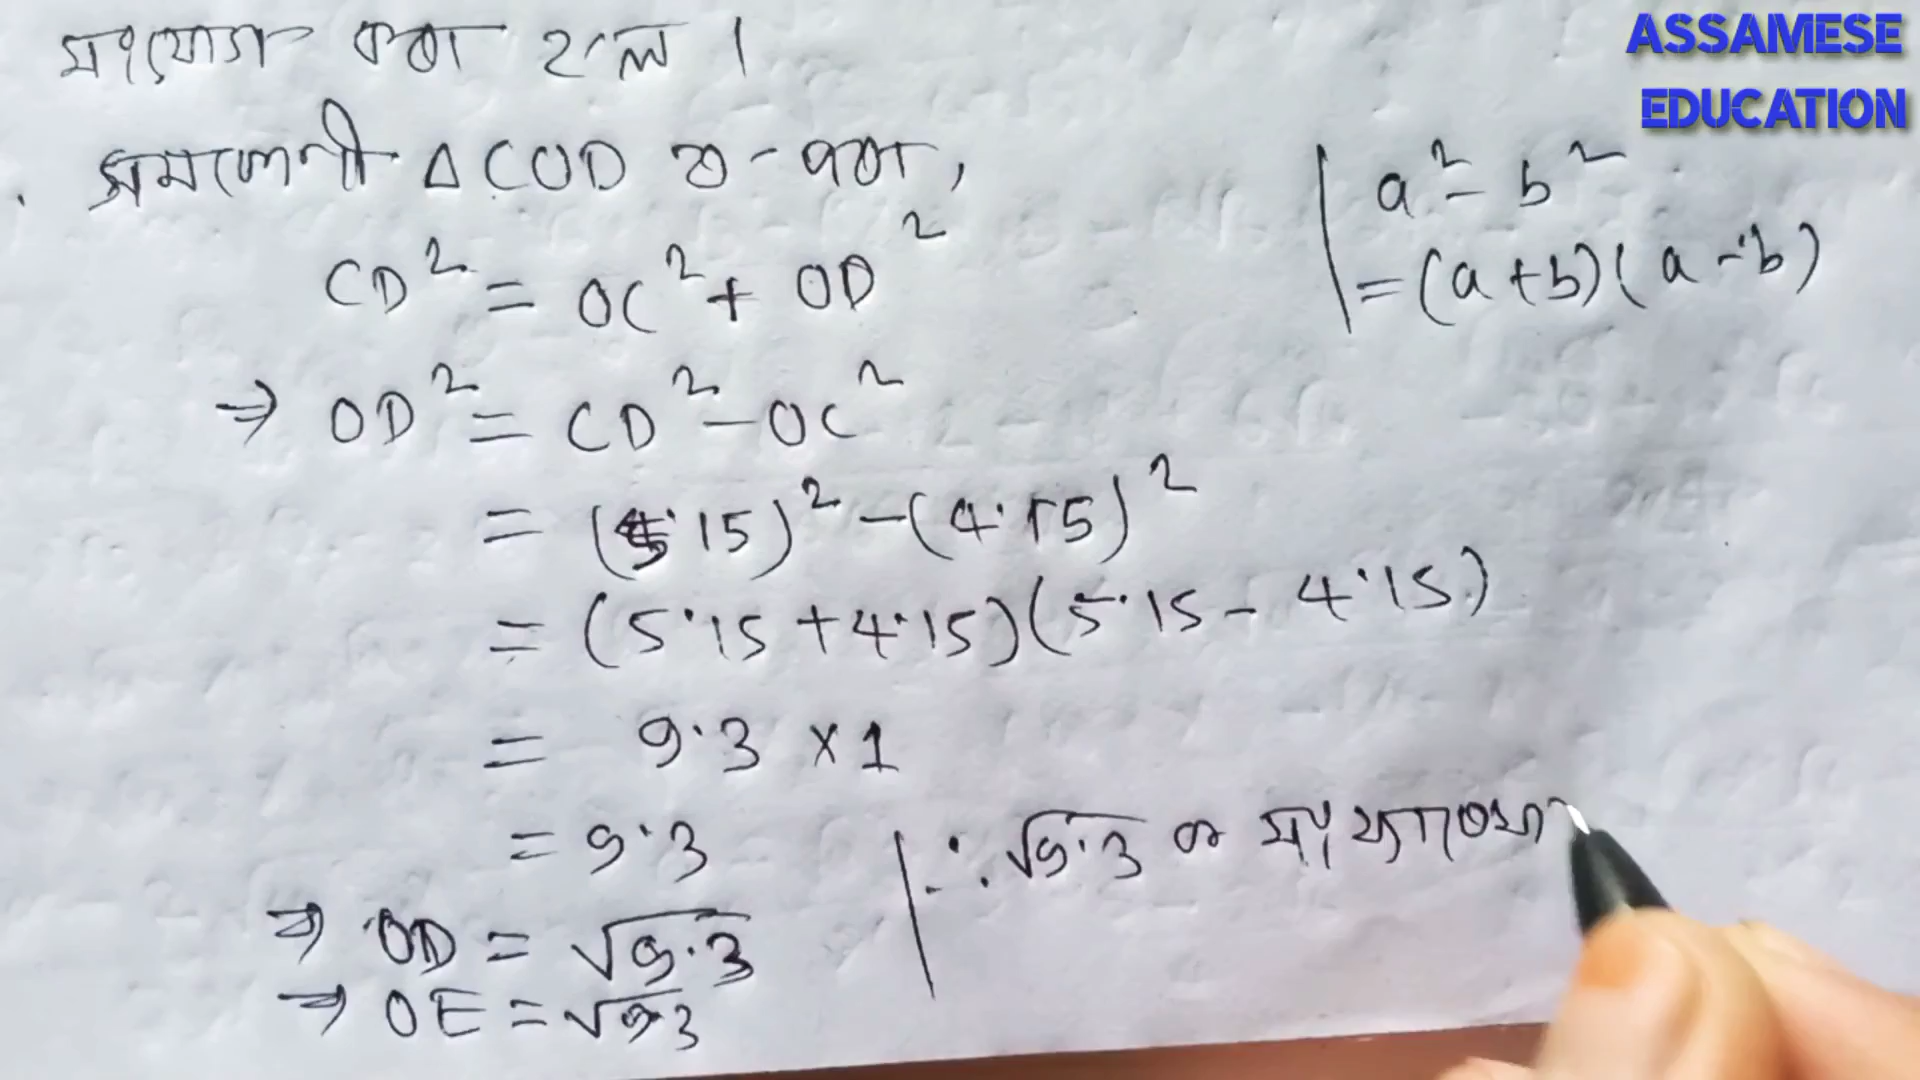 সংযোগ কৰা হ'ল।
সমকোণী ΔCOD ৰ-পৰা,
CD² = OC² + OD²
⇒ OD² = CD² - OC²
= (5·15)² - (4·15)²
= (5·15 + 4·15)(5·15 - 4·15)
= 9·3 × 1
= 9·3
⇒ OD = √9·3
⇒ OE = √9·3
∴ √9·3 ৰ
a² - b²
= (a + b)(a - b)
ASSAMESE
EDUCATION